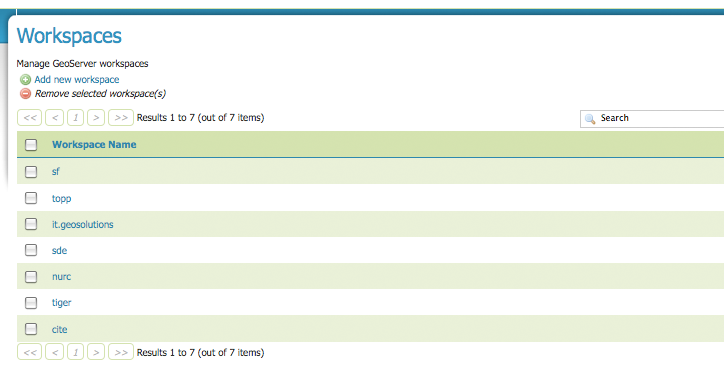 Workspaces
Manage GeoServer workspaces
Add new workspace
Remove selected workspace(s)
<< < 1 > >> Results 1 to 7 (out of 7 items) Search
Workspace Name
sf
topp
it.geosolutions
sde
nurc
tiger
cite
<< < 1 > >> Results 1 to 7 (out of 7 items)